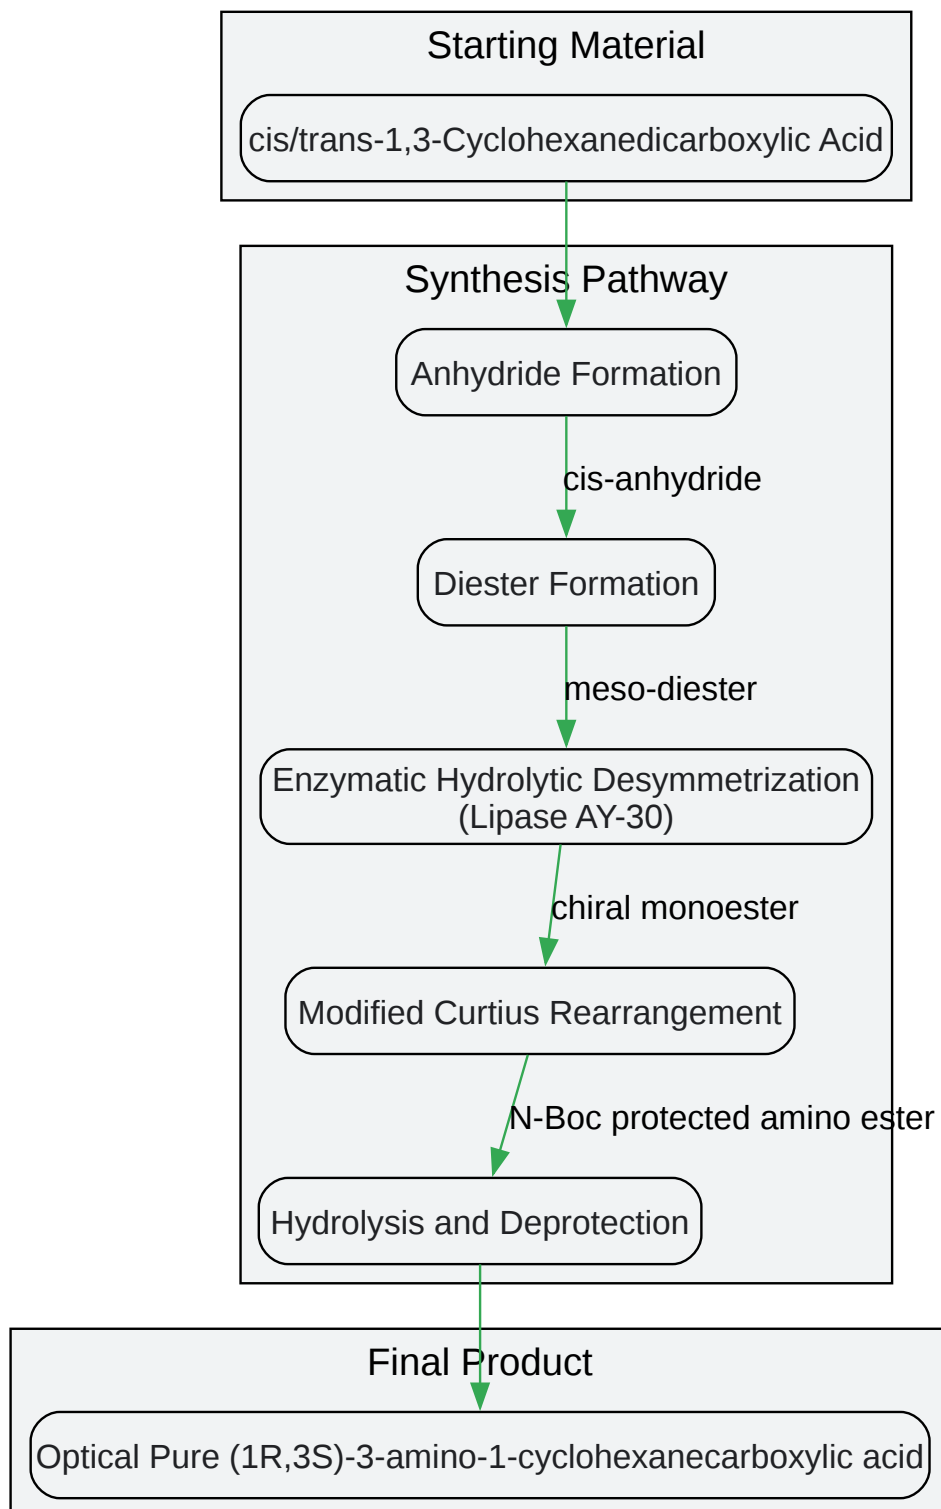 Starting Material
cis/trans-1,3-Cyclohexanedicarboxylic Acid
Synthesis Pathway
Anhydride Formation
cis-anhydride
Diester Formation
meso-diester
Enzymatic Hydrolytic Desymmetrization
(Lipase AY-30)
chiral monoester
Modified Curtius Rearrangement
N-Boc protected amino ester
Hydrolysis and Deprotection
Final Product
Optical Pure (1R,3S)-3-amino-1-cyclohexanecarboxylic acid